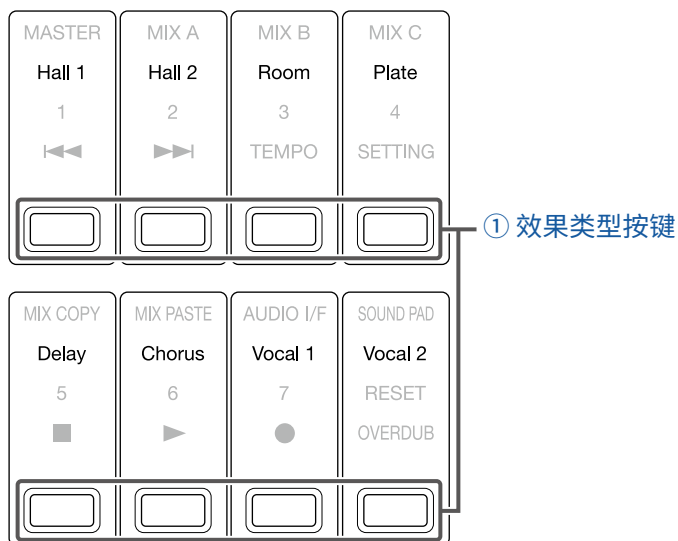 MASTER MIX A MIX B MIX C
Hall 1 Hall 2 Room Plate
1 2 3 4
TEMPO SETTING
① 效果类型按键
MIX COPY MIX PASTE AUDIO I/F SOUND PAD
Delay Chorus Vocal 1 Vocal 2
5 6 7 RESET
OVERDUB